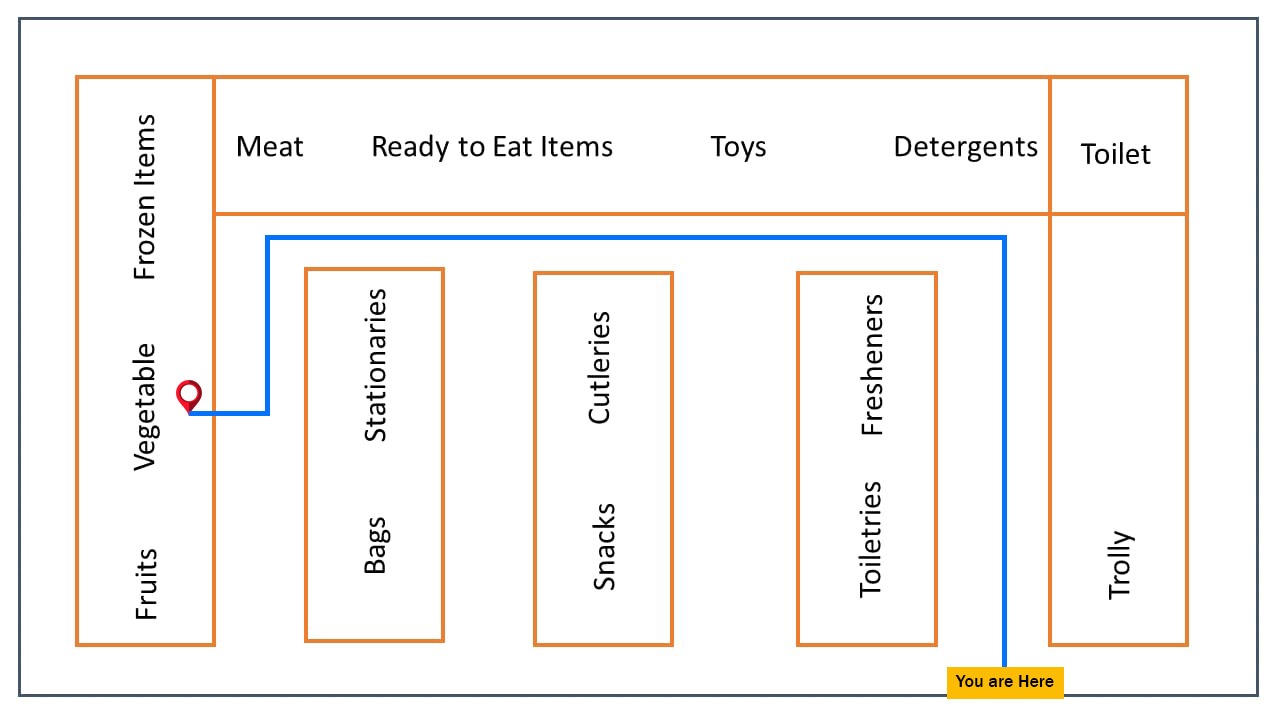 Frozen Items
Meat
Ready to Eat Items
Toys
Detergents
Toilet
Vegetable
Stationaries
Cutleries
Fresheners
Fruits
Bags
Snacks
Toiletries
Trolly
You are Here